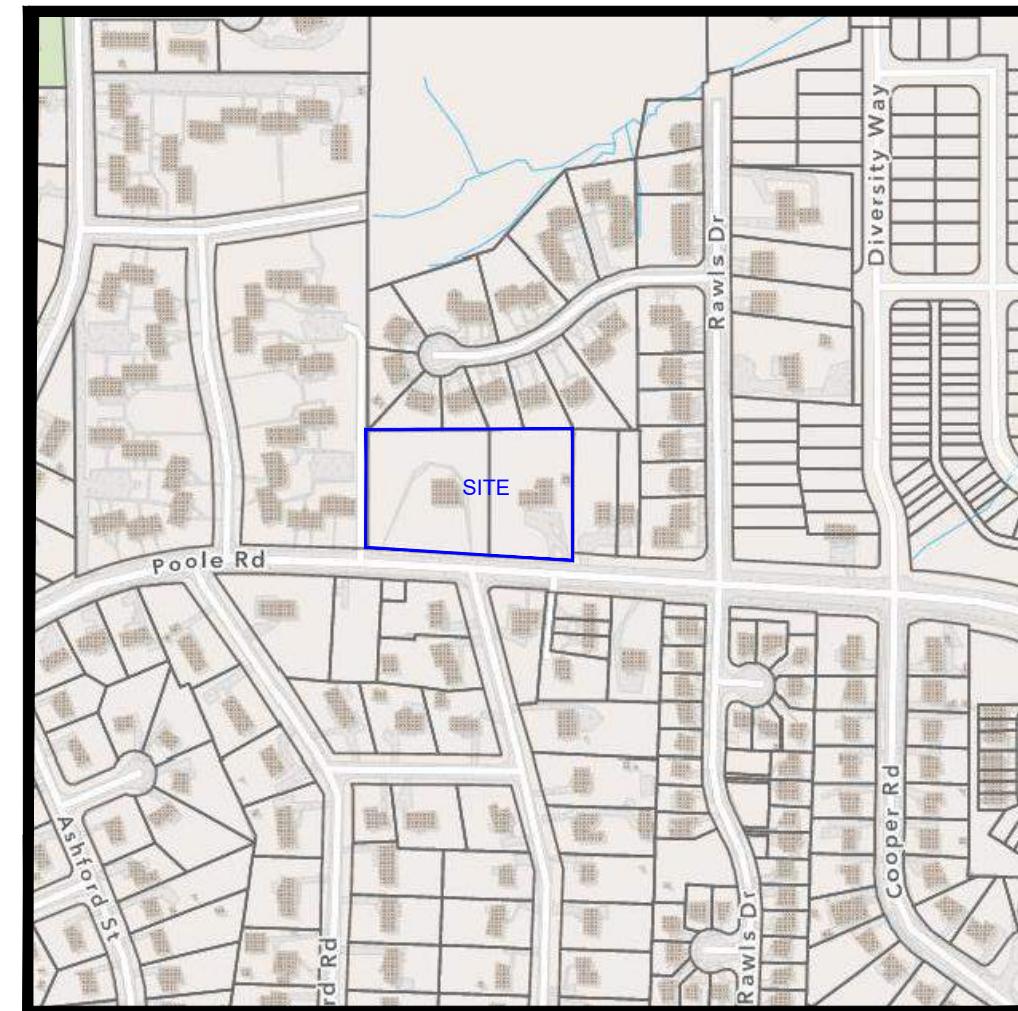 Diversity Way
Rawls Dr
SITE
Poole Rd
Ashford St
rd Rd
Rawls Dr
Cooper Rd